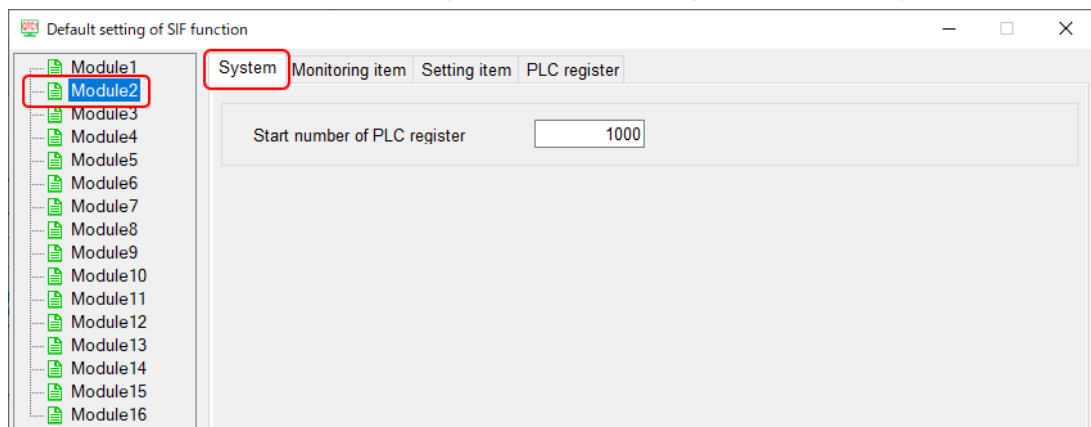 QTC1 Default setting of SIF function
Module1
Module2
Module3
Module4
Module5
Module6
Module7
Module8
Module9
Module10
Module11
Module12
Module13
Module14
Module15
Module16
System Monitoring item Setting item PLC register
Start number of PLC register 1000